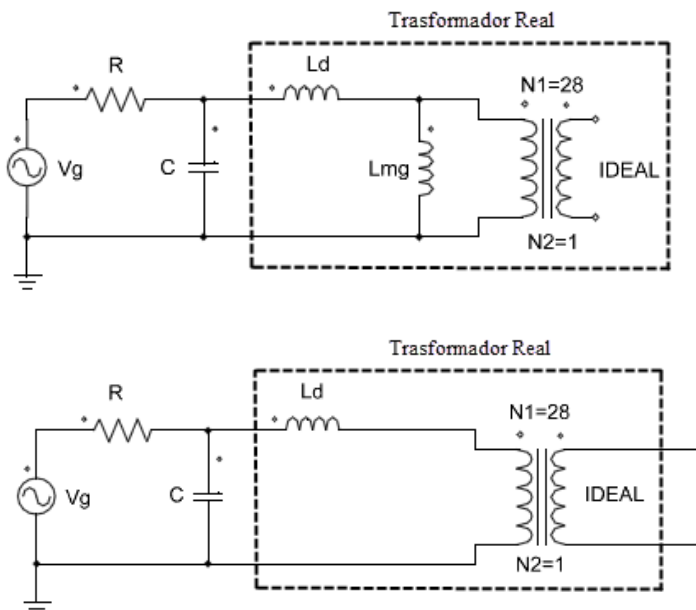 Trasformador Real
R
Ld
N1=28
Vg
C
Lmg
IDEAL
N2=1
Trasformador Real
R
Ld
N1=28
Vg
C
IDEAL
N2=1